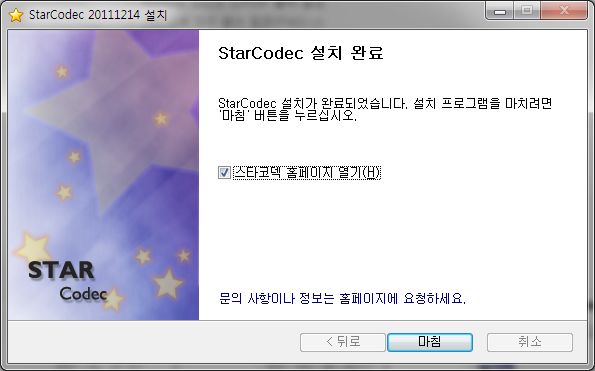 StarCodec 20111214 설치
StarCodec 설치 완료
StarCodec 설치가 완료되었습니다. 설치 프로그램을 마치려면
'마침' 버튼을 누르십시오.
스타코덱 홈페이지 열기(H)
STAR
Codec
문의 사항이나 정보는 홈페이지에 요청하세요.
< 뒤로
마침
취소